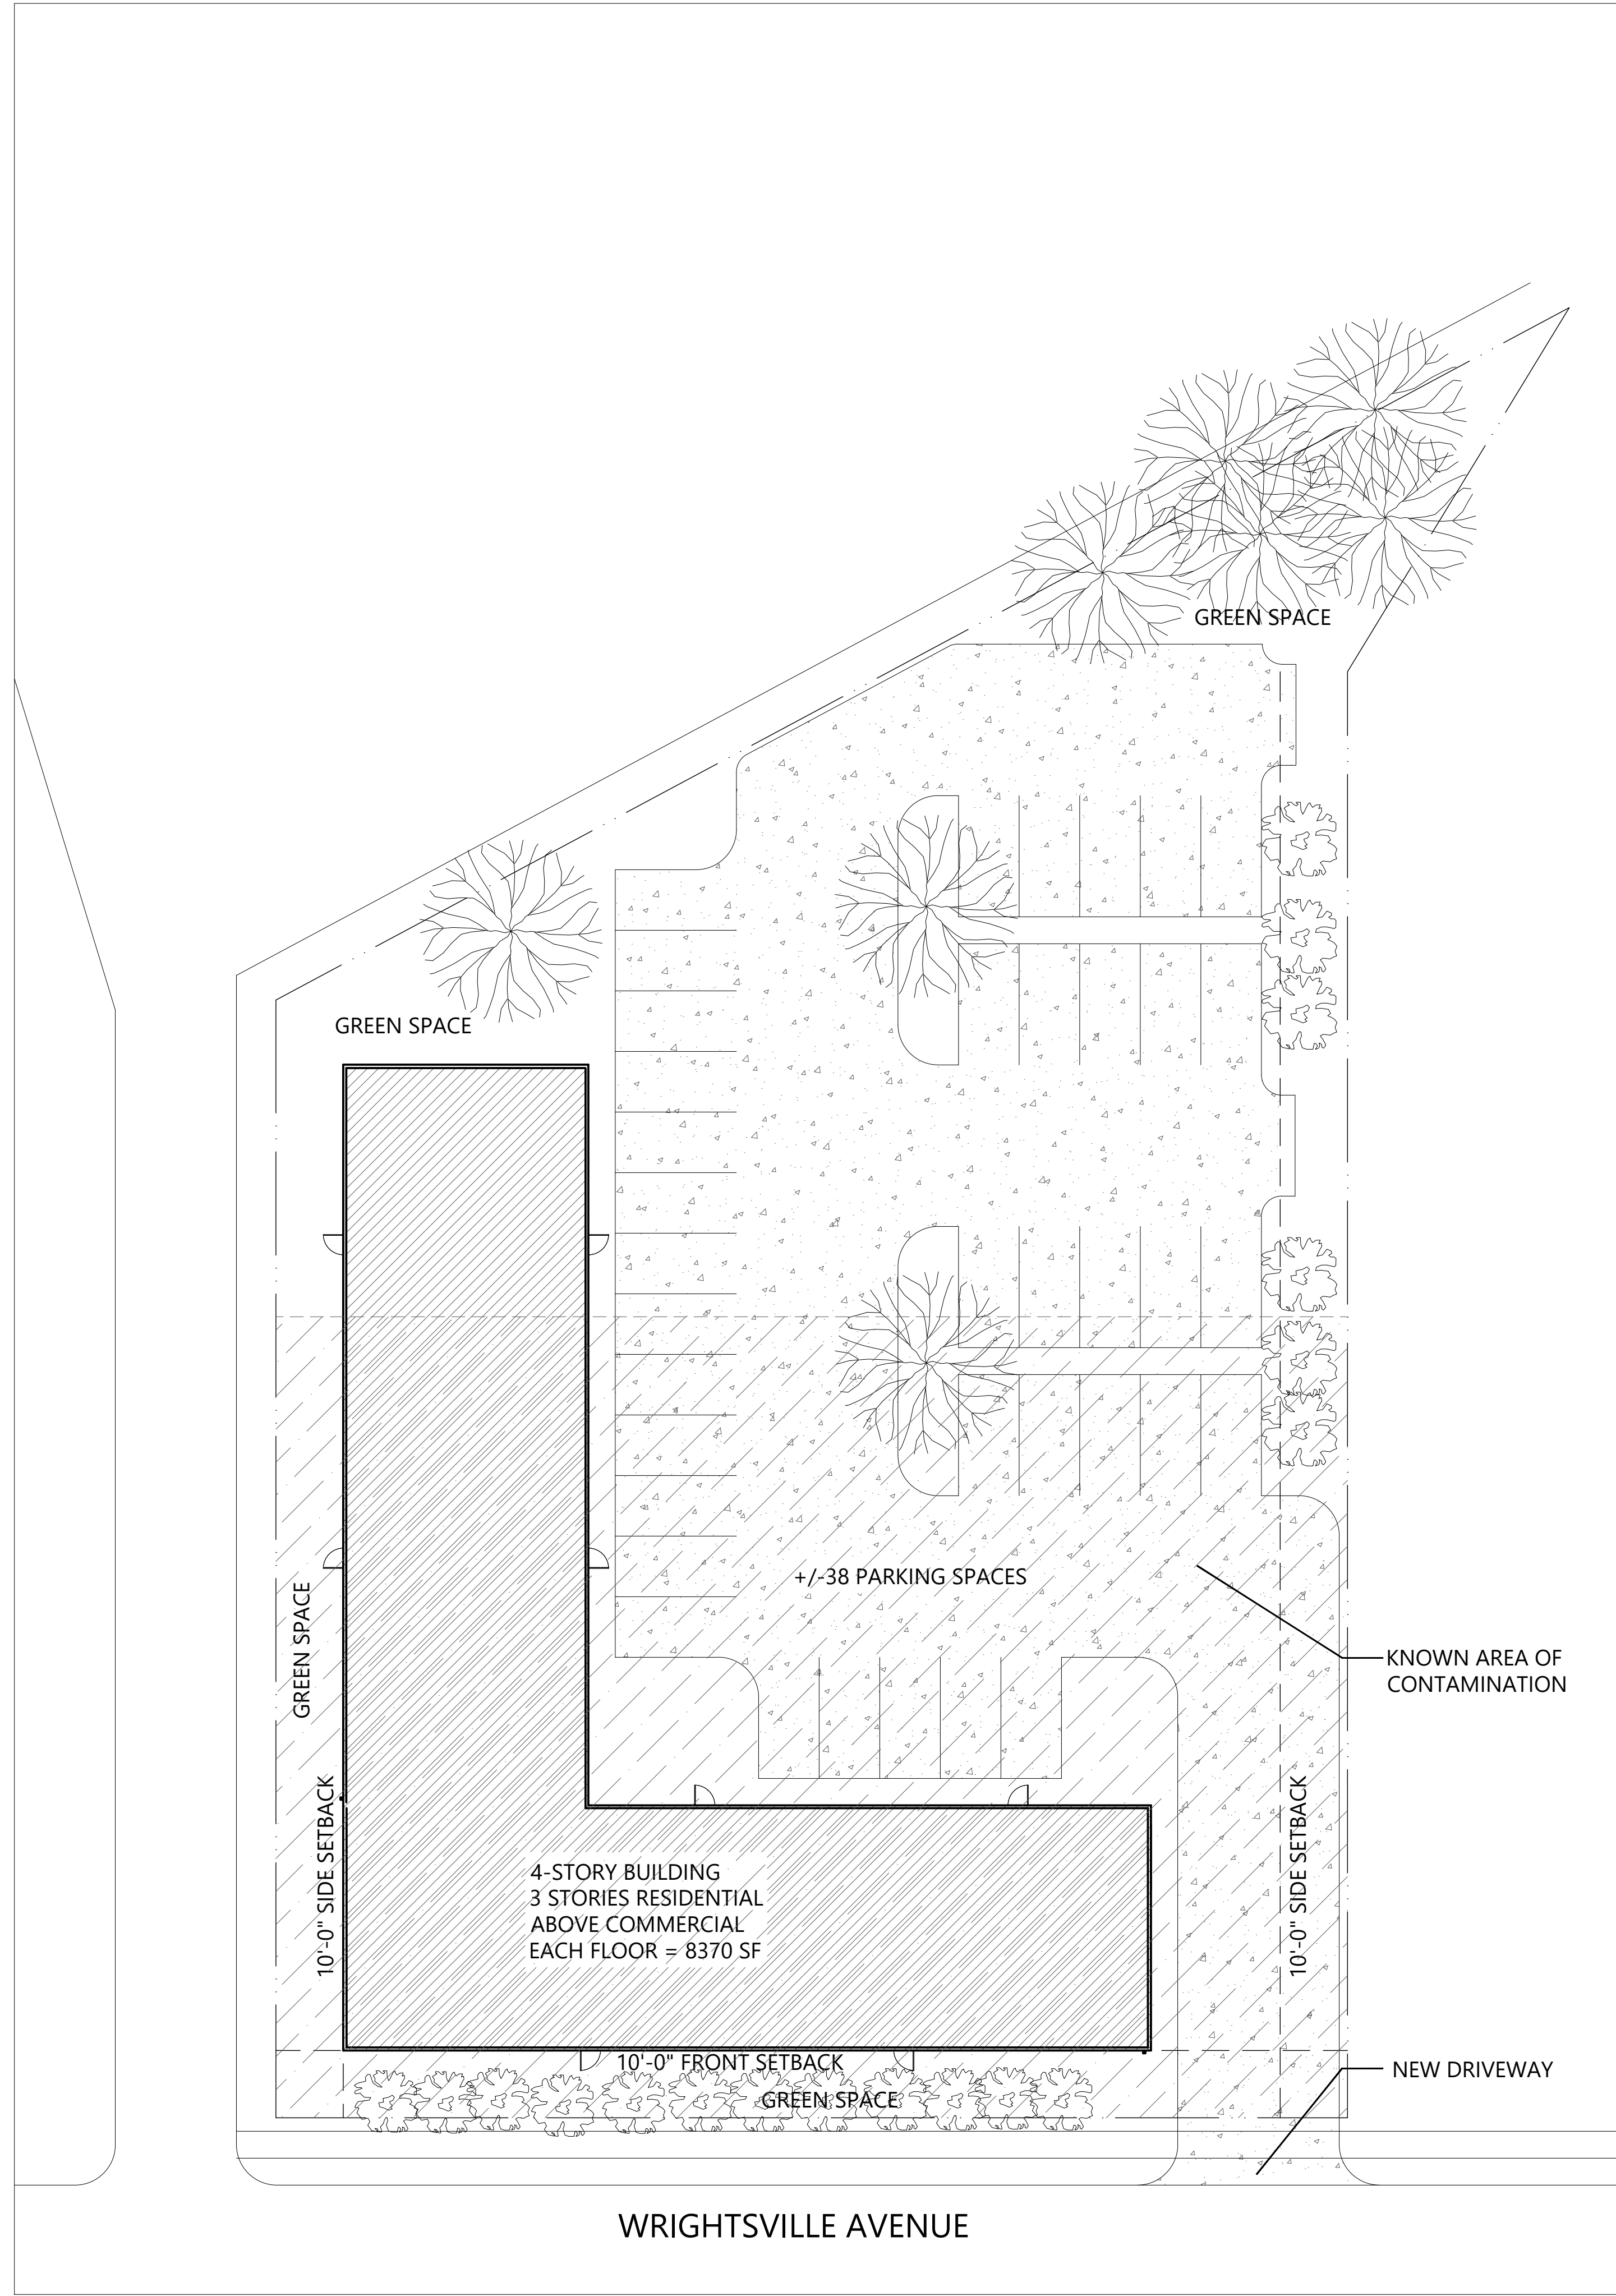 GREEN SPACE
GREEN SPACE
+/-38 PARKING SPACES
GREEN SPACE
KNOWN AREA OF
CONTAMINATION
10'-0" SIDE SETBACK
10'-0" SIDE SETBACK
4-STORY BUILDING
3 STORIES RESIDENTIAL
ABOVE COMMERCIAL
EACH FLOOR = 8370 SF
10'-0" FRONT SETBACK
NEW DRIVEWAY
GREEN SPACE
WRIGHTSVILLE AVENUE